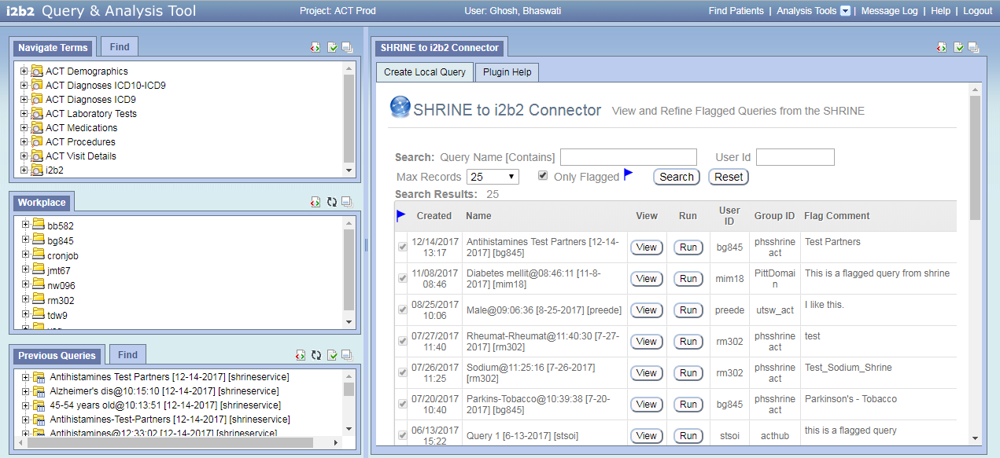 i2b2 Query & Analysis Tool
Project: ACT Prod
User: Ghosh, Bhaswati
Find Patients | Analysis Tools | Message Log | Help | Logout
Navigate Terms
Find
ACT Demographics
ACT Diagnoses ICD10-ICD9
ACT Diagnoses ICD9
ACT Laboratory Tests
ACT Medications
ACT Procedures
ACT Visit Details
i2b2
Workplace
bb582
bg845
cronjob
jmt67
nw096
rm302
tdw9
Previous Queries
Find
Antihistamines Test Partners [12-14-2017] [shrineservice]
Alzheimer's dis@10:15:10 [12-14-2017] [shrineservice]
45-54 years old@10:13:51 [12-14-2017] [shrineservice]
Antihistamines-Test-Partners [12-14-2017] [shrineservice]
Antihistamines@12:33:02 [12-14-2017] [shrineservice]
SHRINE to i2b2 Connector
Create Local Query
Plugin Help
SHRINE to i2b2 Connector View and Refine Flagged Queries from the SHRINE
Search: Query Name [Contains]
User Id
Max Records 25
Only Flagged
Search
Reset
Search Results: 25
Created Name View Run User ID Group ID Flag Comment
12/14/2017 Antihistamines Test Partners [12-14- View Run bg845 phsshrine Test Partners
13:17 2017] [bg845] act
11/08/2017 Diabetes mellit@08:46:11 [11-8- View Run mim18 PittDomai This is a flagged query from shrine
08:46 2017] [mim18] n
08/25/2017 Male@09:06:36 [8-25-2017] [preede] View Run preede utsw_act I like this.
10:06
07/27/2017 Rheumat-Rheumat@11:40:30 [7-27- View Run rm302 phsshrine test
11:40 2017] [rm302] act
07/26/2017 Sodium@11:25:16 [7-26-2017] View Run rm302 phsshrine Test_Sodium_Shrine
11:25 [rm302] act
07/20/2017 Parkins-Tobacco@10:39:38 [7-20- View Run bg845 phsshrine Parkinson's - Tobacco
10:40 2017] [bg845] act
06/13/2017 Query 1 [6-13-2017] [stsoi] View Run stsoi acthub this is a flagged query
15:22